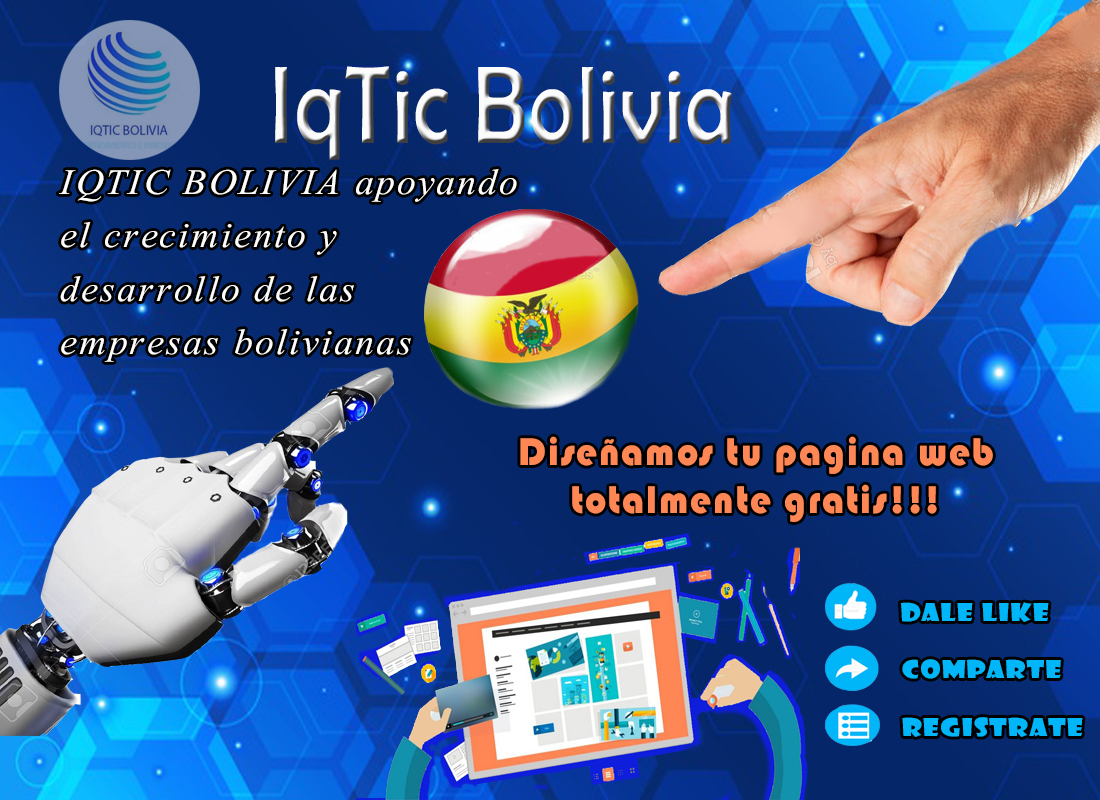 IQTIC BOLIVIA
IqTic Bolivia
IQTIC BOLIVIA apoyando
el crecimiento y
desarrollo de las
empresas bolivianas
Diseñamos tu pagina web
totalmente gratis!!!
DALE LIKE
COMPARTE
REGISTRATE